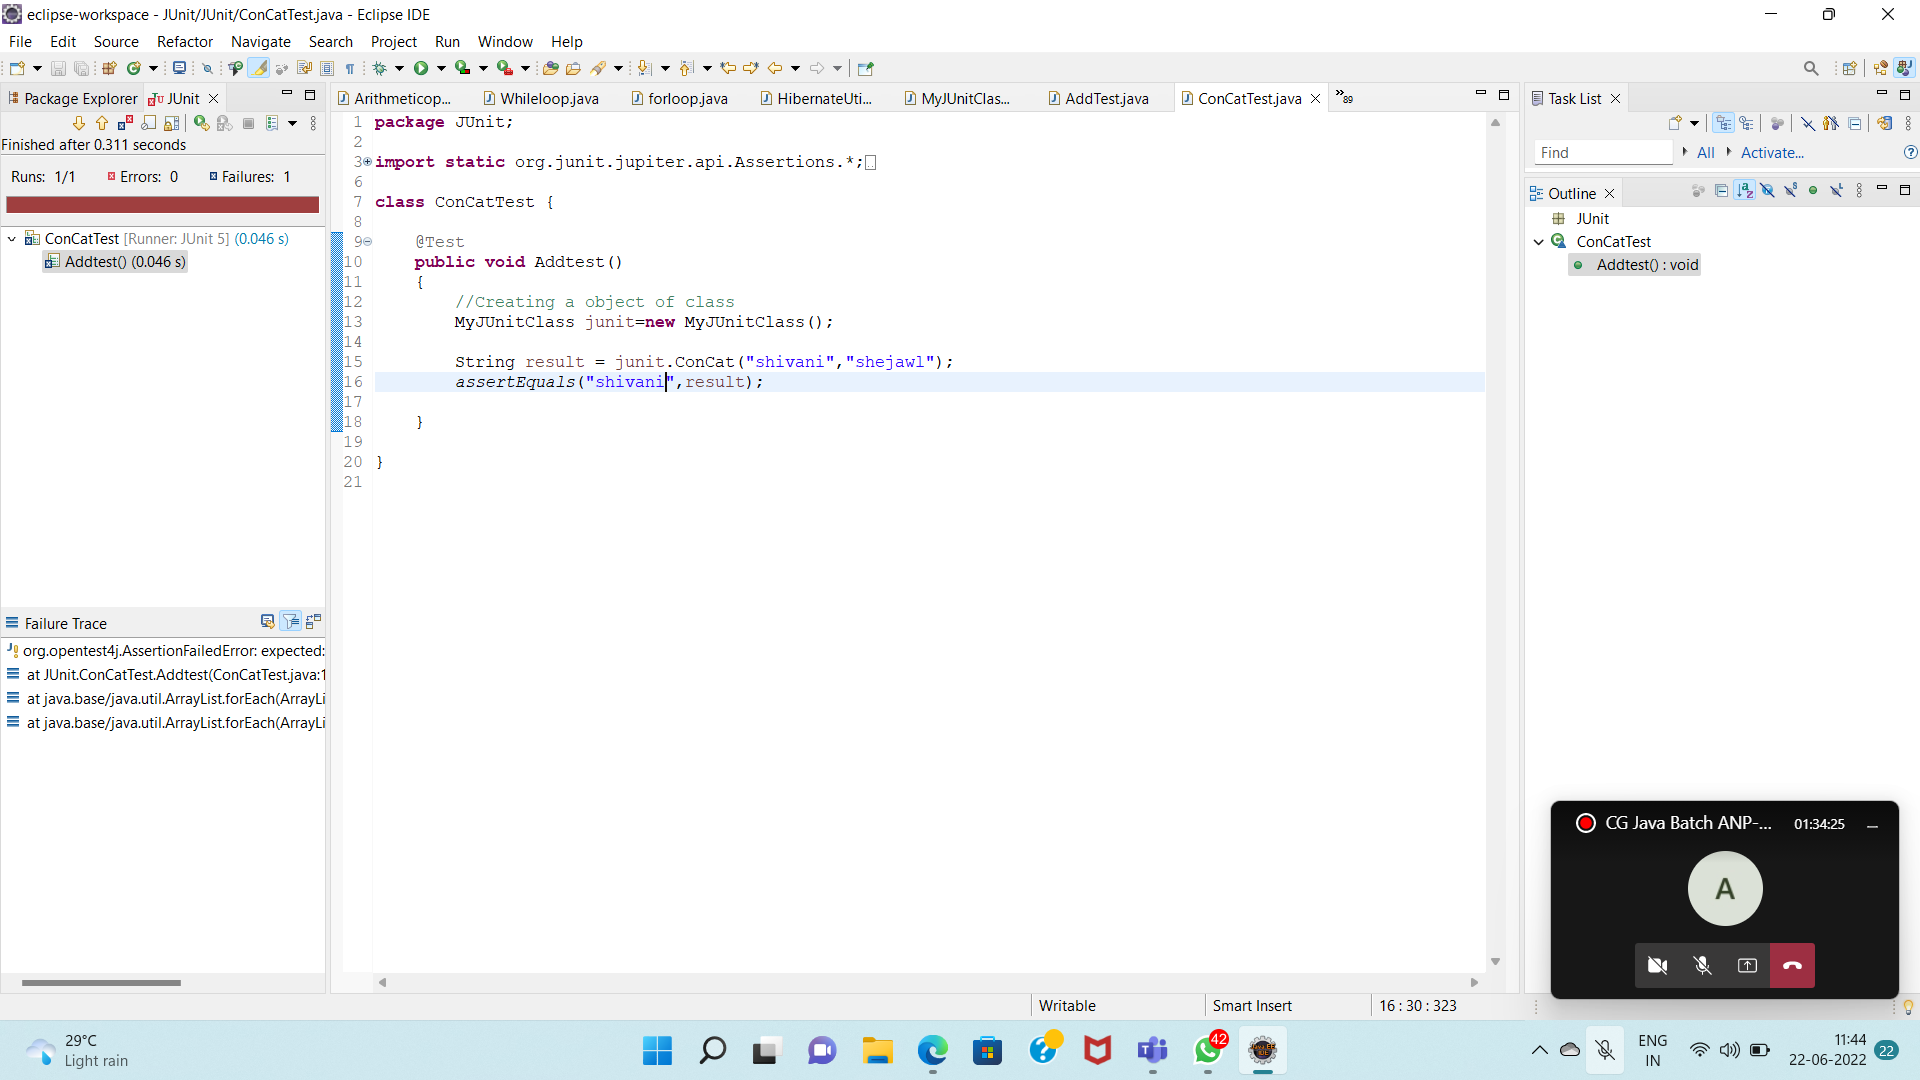 eclipse-workspace - JUnit/JUnit/ConCatTest.java - Eclipse IDE
File Edit Source Refactor Navigate Search Project Run Window Help
Package Explorer JUnit
Finished after 0.311 seconds
Runs: 1/1 Errors: 0 Failures: 1
ConCatTest [Runner: JUnit 5] (0.046 s)
Addtest() (0.046 s)
Failure Trace
org.opentest4j.AssertionFailedError: expected:
at JUnit.ConCatTest.Addtest(ConCatTest.java:1
at java.base/java.util.ArrayList.forEach(ArrayLi
at java.base/java.util.ArrayList.forEach(ArrayLi
Arithmeticop... Whileloop.java forloop.java HibernateUti... MyJUnitClas... AddTest.java ConCatTest.java »89
1 package JUnit;
2
3 import static org.junit.jupiter.api.Assertions.*;
6
7 class ConCatTest {
8
9 @Test
10 public void Addtest()
11 {
12 //Creating a object of class
13 MyJUnitClass junit=new MyJUnitClass();
14
15 String result = junit.ConCat("shivani","shejawl");
16 assertEquals("shivani",result);
17
18 }
19
20 }
21
Task List
Find All Activate...
Outline
JUnit
ConCatTest
Addtest() : void
CG Java Batch ANP-... 01:34:25
A
Writable Smart Insert 16 : 30 : 323
29°C
Light rain
42
ENG
IN
11:44
22-06-2022
22